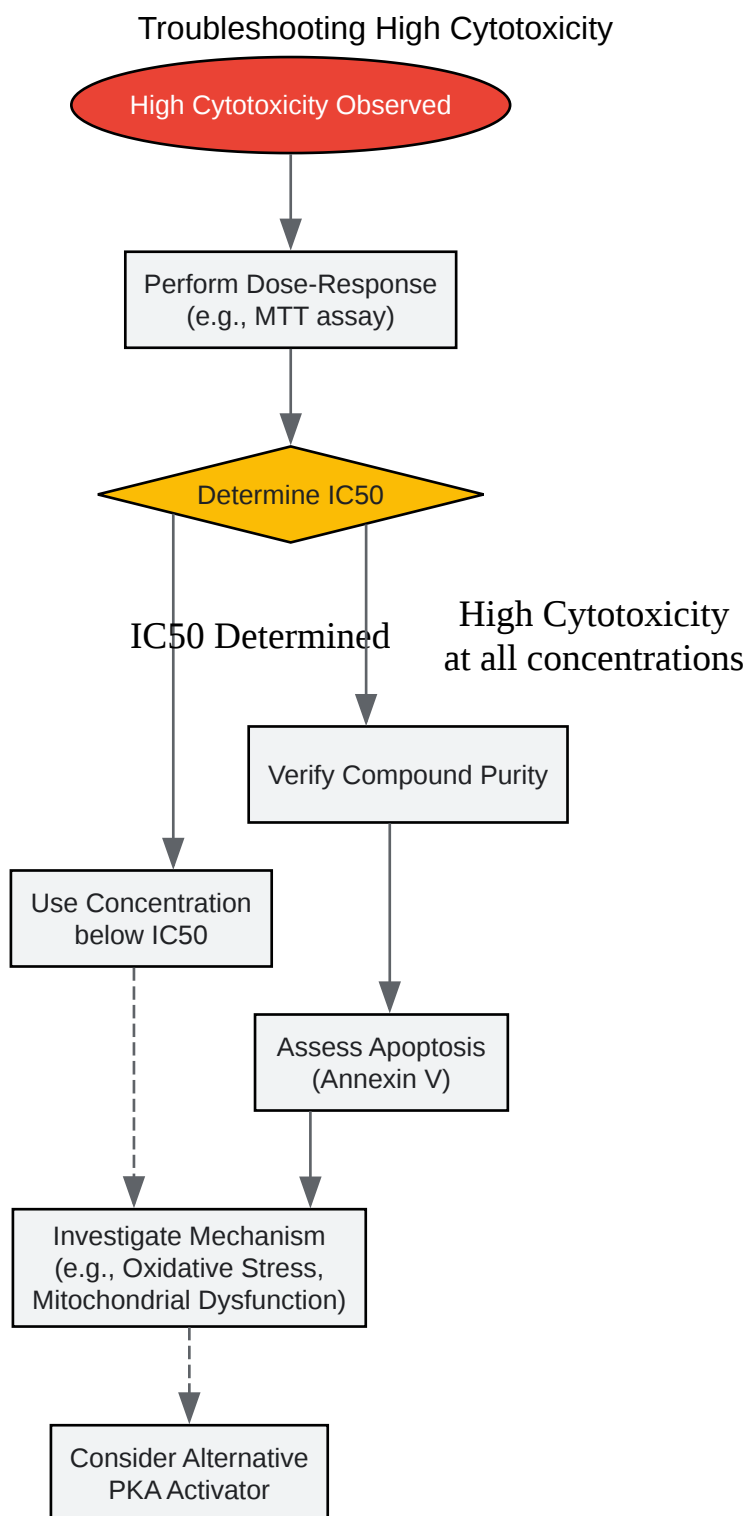 Troubleshooting High Cytotoxicity
High Cytotoxicity Observed
Perform Dose-Response
(e.g., MTT assay)
Determine IC50
IC50 Determined
High Cytotoxicity
at all concentrations
Verify Compound Purity
Use Concentration
below IC50
Assess Apoptosis
(Annexin V)
Investigate Mechanism
(e.g., Oxidative Stress,
Mitochondrial Dysfunction)
Consider Alternative
PKA Activator